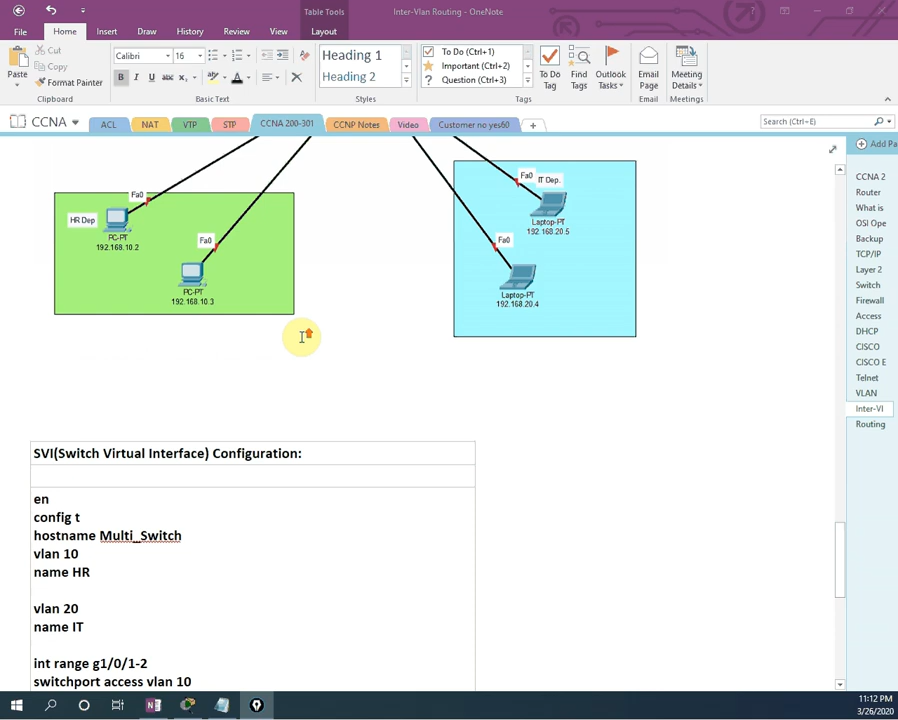 Table Tools
Inter-Vlan Routing - OneNote
File
Home
Insert
Draw
History
Review
View
Layout
Paste
Cut
Copy
Format Painter
Clipboard
Calibri
16
B I U abc x₂ A
Basic Text
Heading 1
Heading 2
Styles
To Do (Ctrl+1)
Important (Ctrl+2)
? Question (Ctrl+3)
To Do Tag
Find Tags
Outlook Tasks
Tags
Email Page
Email
Meeting Details
Meetings
CCNA
ACL
NAT
VTP
STP
CCNA 200-301
CCNP Notes
Video
Customer no yes60
Search (Ctrl+E)
Add Pa
CCNA 2
Router
What is
OSI Ope
Backup
TCP/IP
Layer 2
Switch
Firewall
Access
DHCP
CISCO
CISCO E
Telnet
VLAN
Inter-Vl
Routing
Fa0
HR Dep
PC-PT
192.168.10.2
Fa0
PC-PT
192.168.10.3
Fa0
IT Dep.
Laptop-PT
192.168.20.5
Fa0
Laptop-PT
192.168.20.4
SVI(Switch Virtual Interface) Configuration:
en
config t
hostname Multi_Switch
vlan 10
name HR
vlan 20
name IT
int range g1/0/1-2
switchport access vlan 10
11:12 PM
3/26/2020